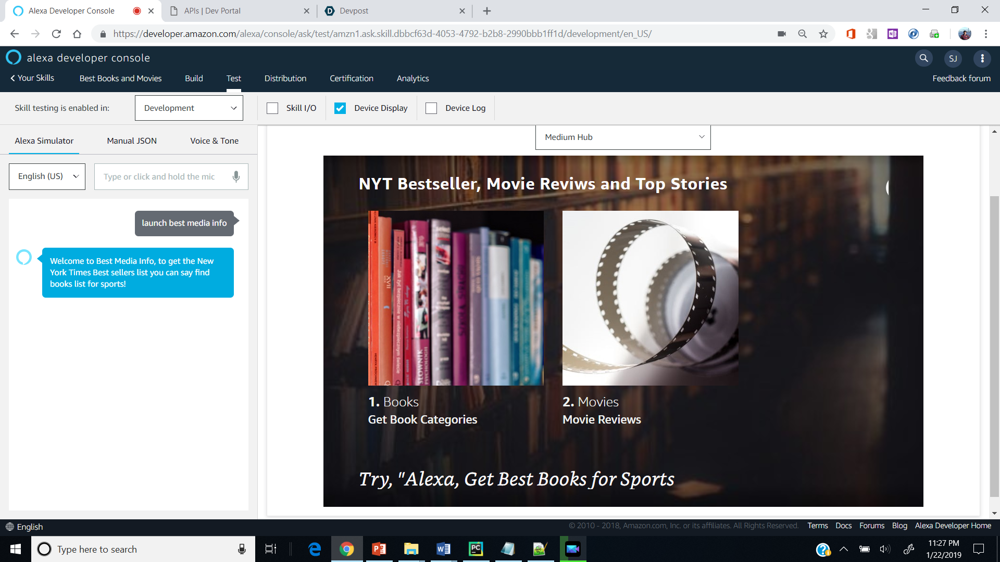 Alexa Developer Console
APIs | Dev Portal
Devpost
https://developer.amazon.com/alexa/console/ask/test/amzn1.ask.skill.dbbcf63d-4053-4792-b2b8-2990bbb1ff1d/development/en_US/
alexa developer console
SJ
Your Skills
Best Books and Movies
Build
Test
Distribution
Certification
Analytics
Feedback forum
Skill testing is enabled in:
Development
Skill I/O
Device Display
Device Log
Alexa Simulator
Manual JSON
Voice & Tone
Medium Hub
English (US)
Type or click and hold the mic
launch best media info
Welcome to Best Media Info, to get the New
York Times Best sellers list you can say find
books list for sports!
NYT Bestseller, Movie Reviws and Top Stories
SŁOWNIK
PSYCHOLOGII
XVII
1. Books
Get Book Categories
2. Movies
Movie Reviews
Try, "Alexa, Get Best Books for Sports
English
© 2010 - 2018, Amazon.com, Inc. or its affiliates. All Rights Reserved.
Terms
Docs
Forums
Blog
Alexa Developer Home
Type here to search
11:27 PM
1/22/2019